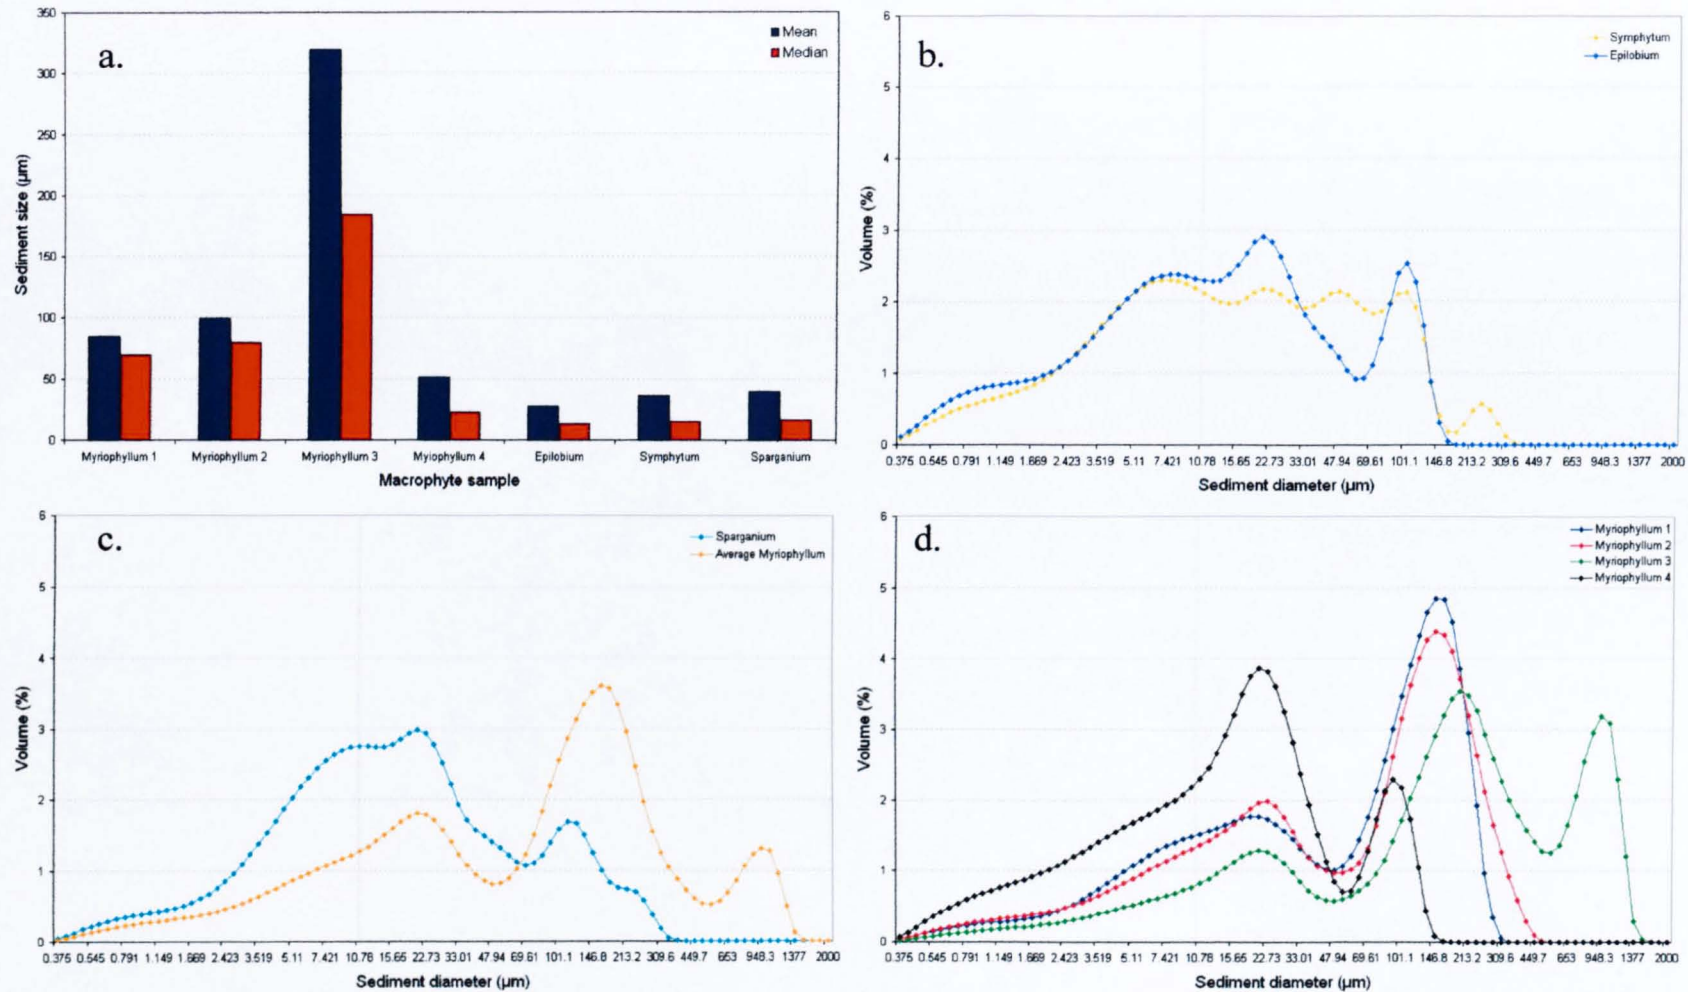 a.
Mean
Median
350
300
250
200
150
100
50
0
Sediment size (µm)
Myriophyllum 1 Myriophyllum 2 Myriophyllum 3 Myiophyllum 4 Epilobium Symphytum Sparganium
Macrophyte sample
b.
Symphytum
Epilobium
6
5
4
3
2
1
0
Volume (%)
0.375 0.545 0.791 1.149 1.669 2.423 3.519 5.11 7.421 10.78 15.65 22.73 33.01 47.94 69.61 101.1 146.8 213.2 309.6 449.7 653 948.3 1377 2000
Sediment diameter (µm)
c.
Sparganium
Average Myriophyllum
6
5
4
3
2
1
0
Volume (%)
0.375 0.545 0.791 1.149 1.669 2.423 3.519 5.11 7.421 10.78 15.65 22.73 33.01 47.94 69.61 101.1 146.8 213.2 309.6 449.7 663 948.3 1377 2000
Sediment diameter (µm)
d.
Myriophyllum 1
Myriophyllum 2
Myriophyllum 3
Myriophyllum 4
6
5
4
3
2
1
0
Volume (%)
0.375 0.545 0.791 1.149 1.669 2.423 3.519 5.11 7.421 10.78 15.65 22.73 33.01 47.94 69.61 101.1 146.8 213.2 309.6 449.7 653 948.3 1377 2000
Sediment diameter (µm)